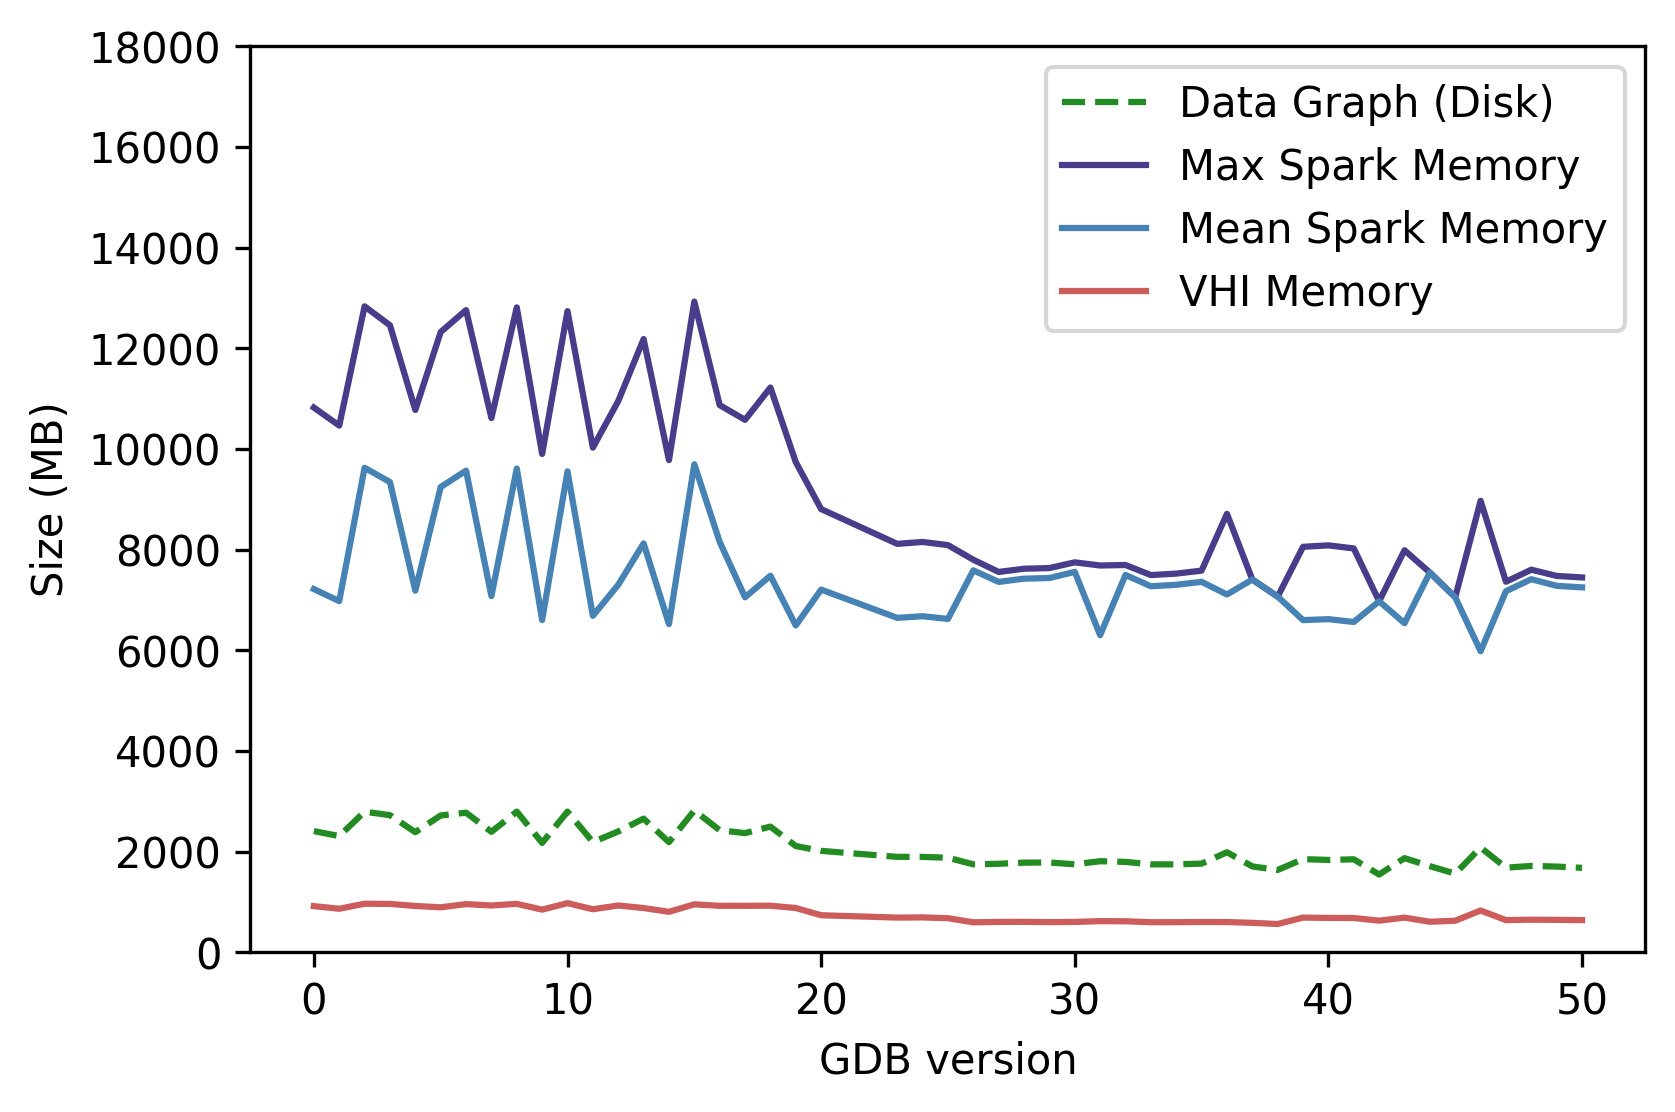 18000
16000
14000
12000
10000
8000
6000
4000
2000
0
Size (MB)
Data Graph (Disk)
Max Spark Memory
Mean Spark Memory
VHI Memory
0 10 20 30 40 50
GDB version